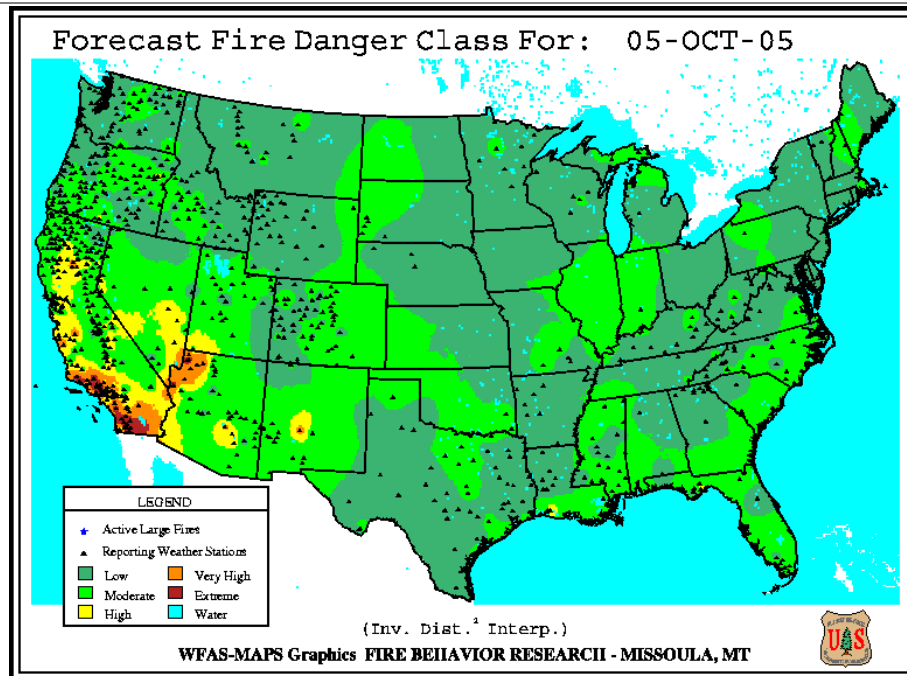 Forecast Fire Danger Class For: 05-OCT-05
LEGEND
Active Large Fires
Reporting Weather Stations
Low
Very High
Moderate
Extreme
High
Water
(Inv. Dist.² Interp.)
WFAS-MAPS Graphics FIRE BEHAVIOR RESEARCH - MISSOULA, MT
U S